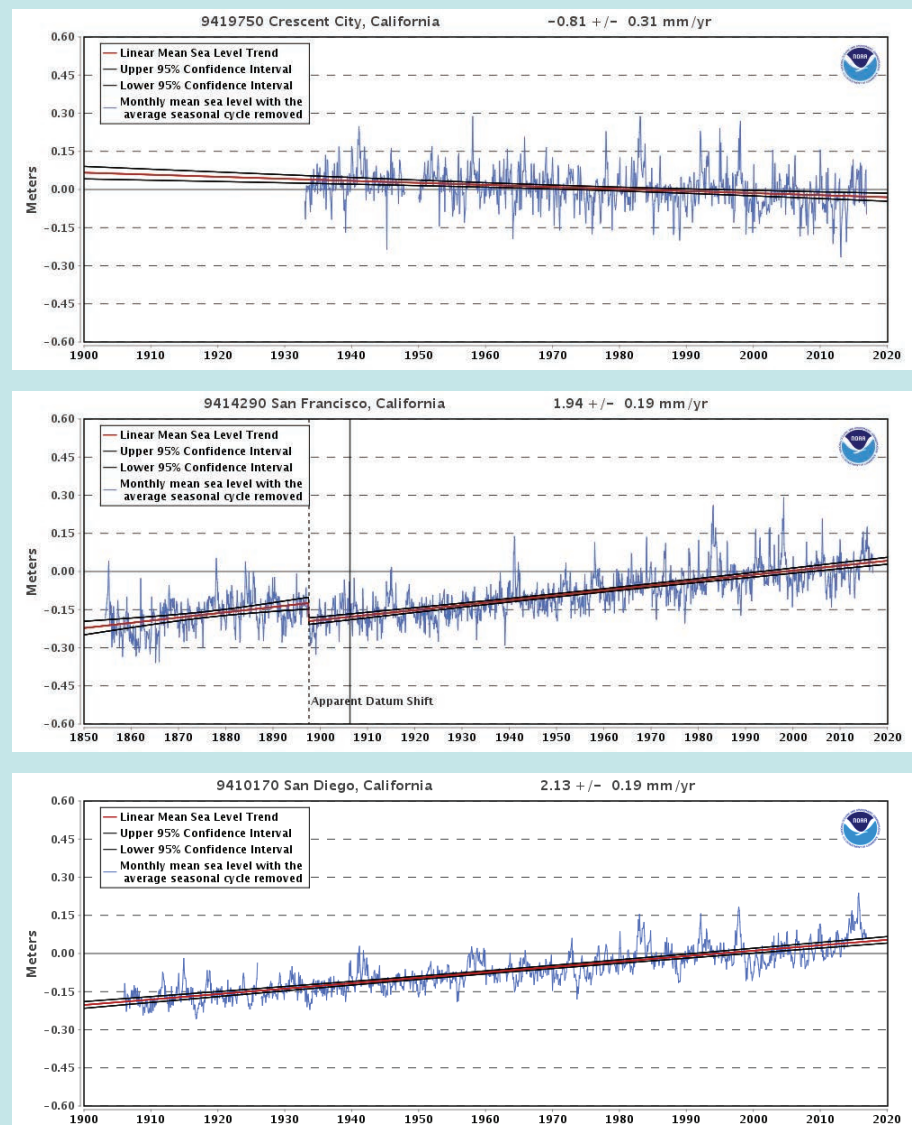 9419750 Crescent City, California −0.81 +/− 0.31 mm/yr
Meters
0.60
0.45
0.30
0.15
0.00
−0.15
−0.30
−0.45
−0.60
Linear Mean Sea Level Trend
Upper 95% Confidence Interval
Lower 95% Confidence Interval
Monthly mean sea level with the
average seasonal cycle removed
NOAA
1900 1910 1920 1930 1940 1950 1960 1970 1980 1990 2000 2010 2020
9414290 San Francisco, California 1.94 +/− 0.19 mm/yr
Meters
0.60
0.45
0.30
0.15
0.00
−0.15
−0.30
−0.45
−0.60
Linear Mean Sea Level Trend
Upper 95% Confidence Interval
Lower 95% Confidence Interval
Monthly mean sea level with the
average seasonal cycle removed
NOAA
Apparent Datum Shift
1850 1860 1870 1880 1890 1900 1910 1920 1930 1940 1950 1960 1970 1980 1990 2000 2010 2020
9410170 San Diego, California 2.13 +/− 0.19 mm/yr
Meters
0.60
0.45
0.30
0.15
0.00
−0.15
−0.30
−0.45
−0.60
Linear Mean Sea Level Trend
Upper 95% Confidence Interval
Lower 95% Confidence Interval
Monthly mean sea level with the
average seasonal cycle removed
NOAA
1900 1910 1920 1930 1940 1950 1960 1970 1980 1990 2000 2010 2020